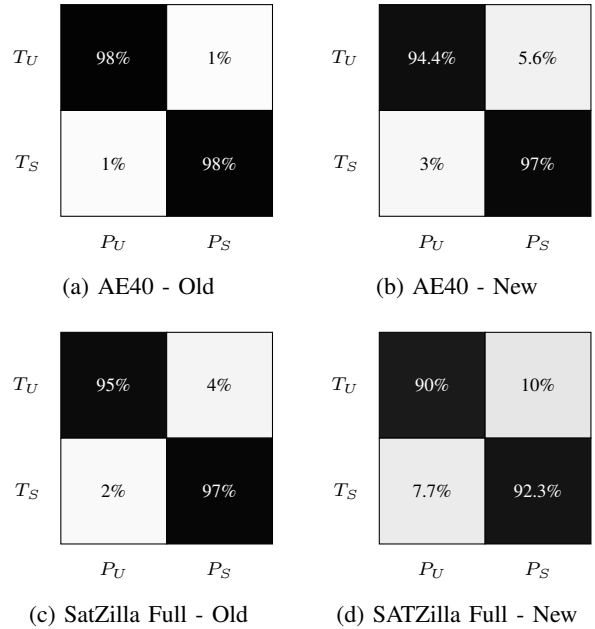 T_U 98% 1%
T_S 1% 98%
P_U P_S
(a) AE40 - Old
T_U 94.4% 5.6%
T_S 3% 97%
P_U P_S
(b) AE40 - New
T_U 95% 4%
T_S 2% 97%
P_U P_S
(c) SatZilla Full - Old
T_U 90% 10%
T_S 7.7% 92.3%
P_U P_S
(d) SATZilla Full - New